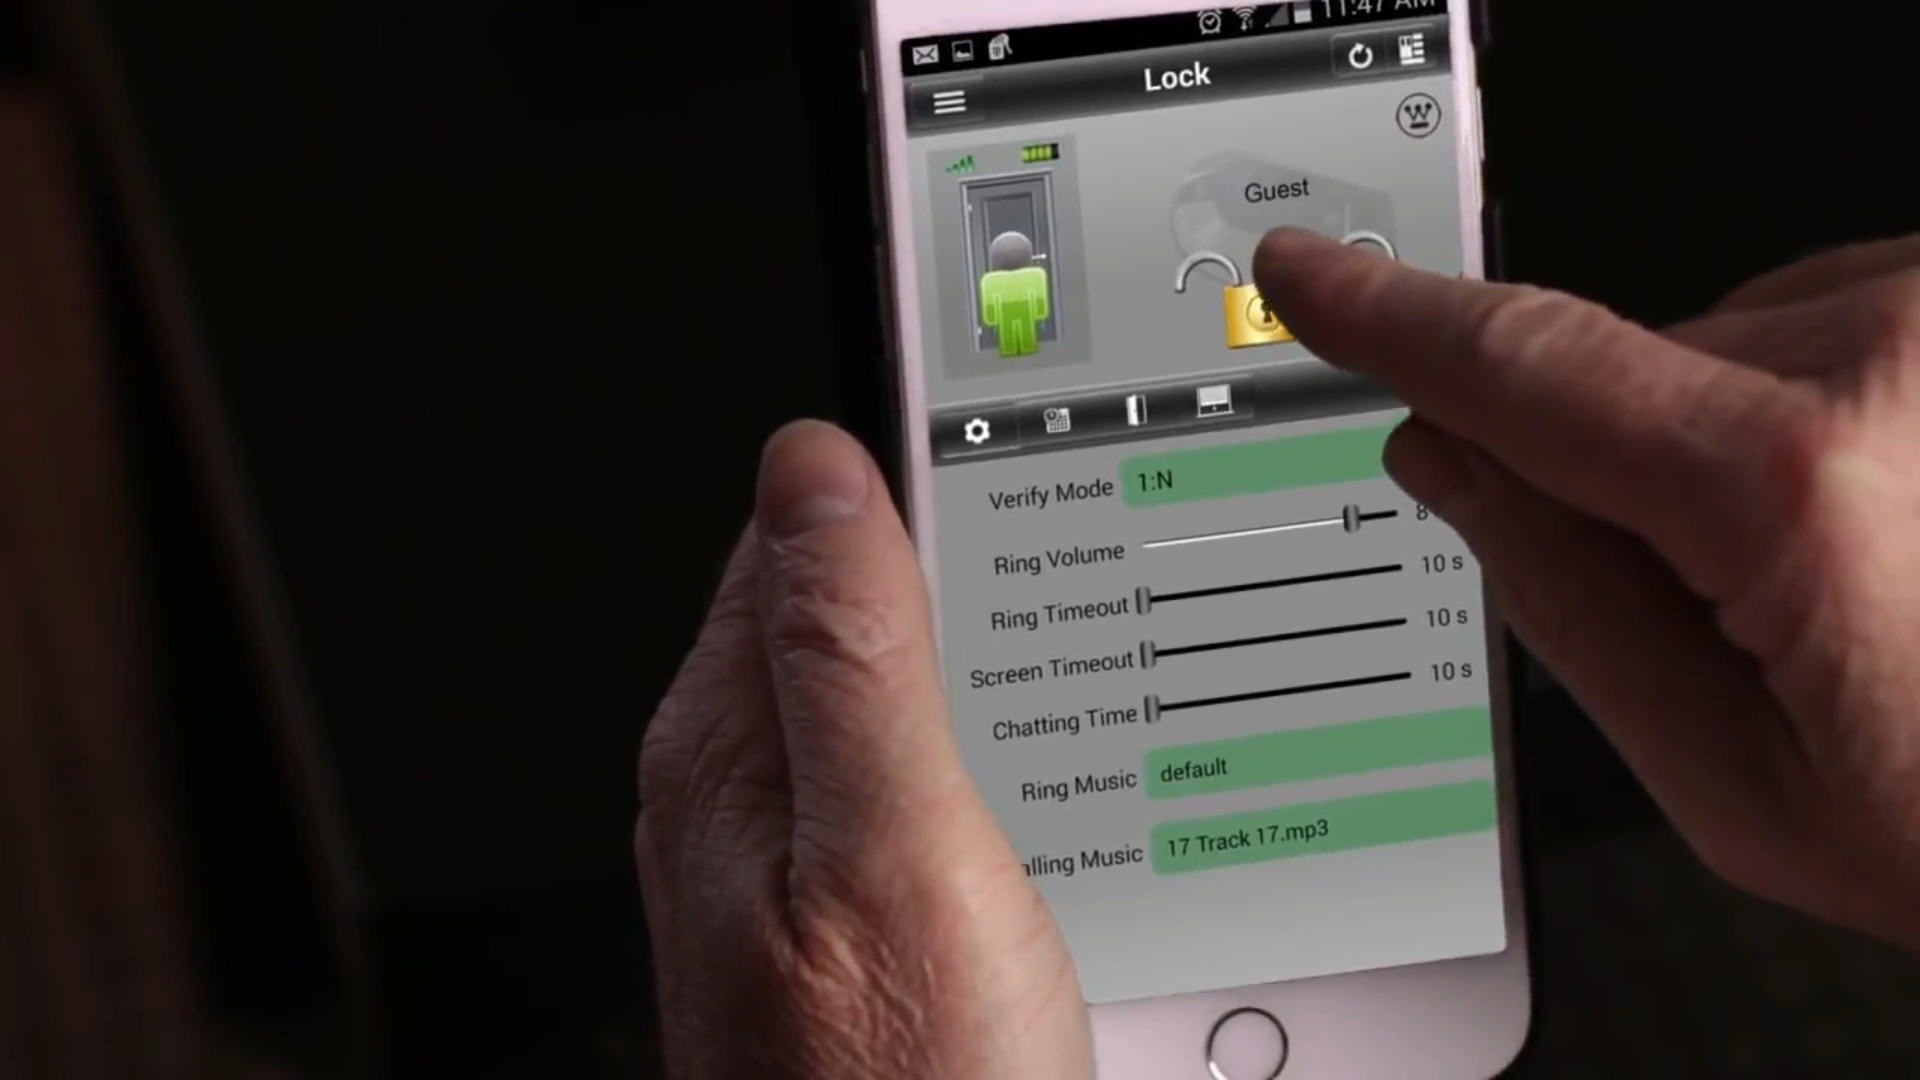 11:47 AM
Lock
Guest
Verify Mode 1:N
Ring Volume
Ring Timeout 10 s
Screen Timeout 10 s
Chatting Time 10 s
Ring Music default
alling Music 17 Track 17.mp3